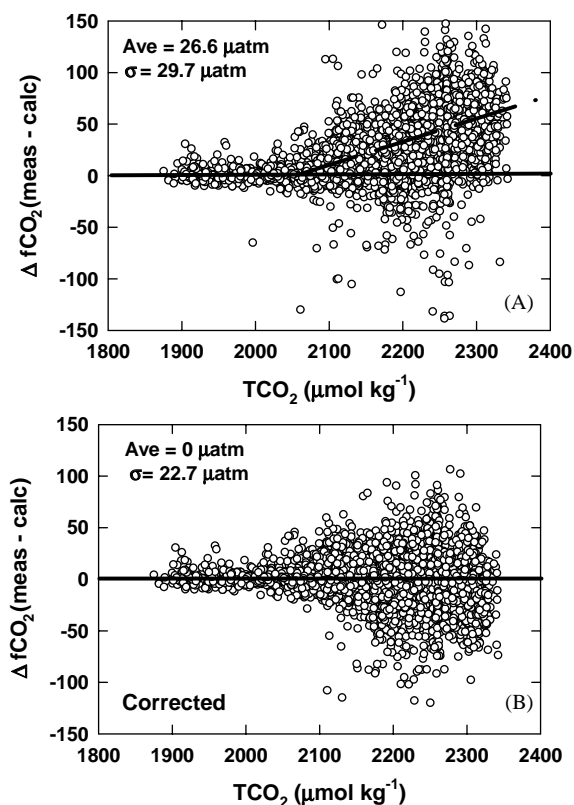 150
Ave = 26.6 μatm
σ = 29.7 μatm
100
50
0
-50
-100
-150
Δ fCO₂(meas - calc)
(A)
1800 1900 2000 2100 2200 2300 2400
TCO₂ (μmol kg⁻¹)
150
Ave = 0 μatm
σ= 22.7 μatm
100
50
0
-50
-100
-150
Δ fCO₂(meas - calc)
Corrected
(B)
1800 1900 2000 2100 2200 2300 2400
TCO₂ (μmol kg⁻¹)